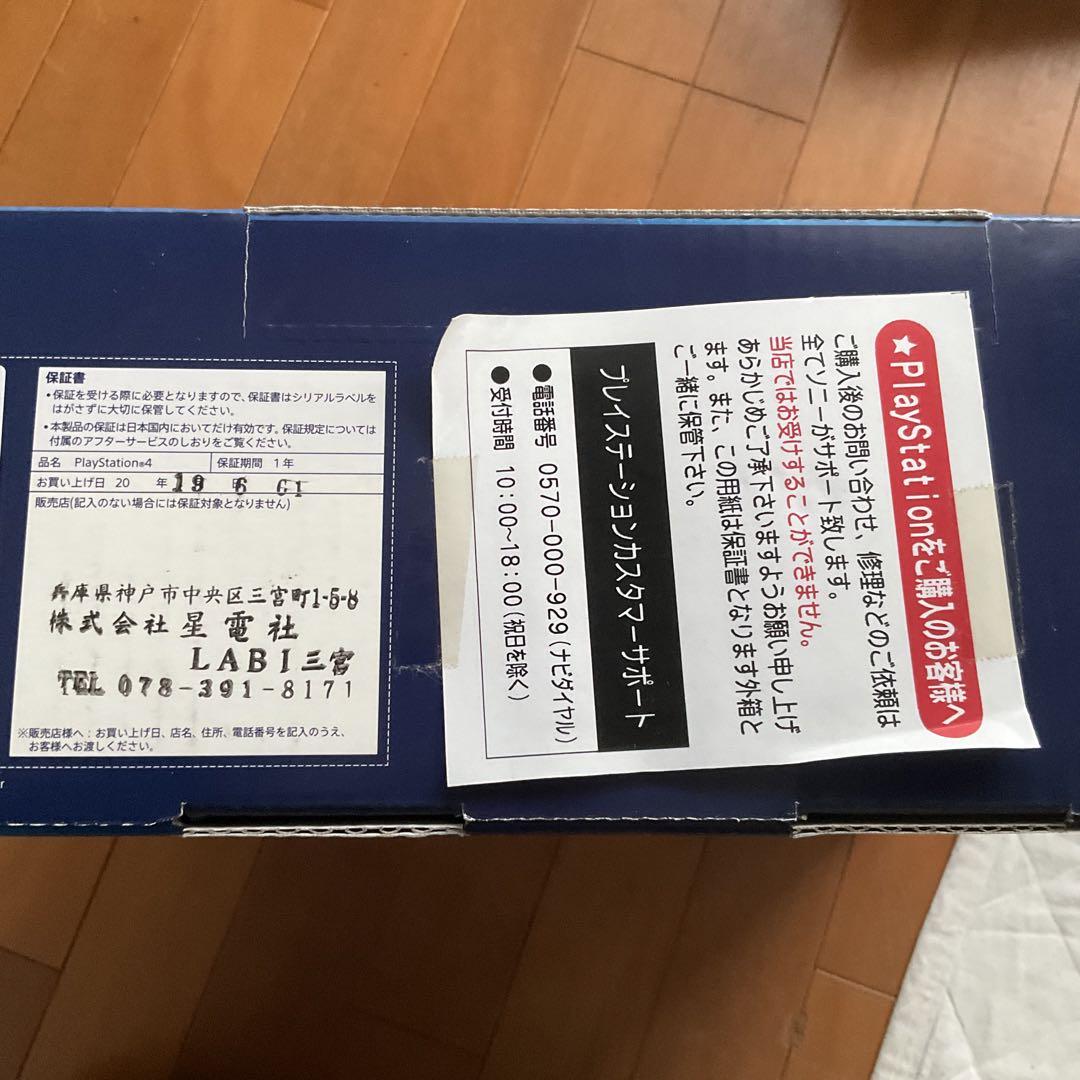 保証書
・保証を受ける際に必要となりますので、保証書はシリアルラベルを
はがさずに大切に保管してください。
・本製品の保証は日本国内においてだけ有効です。保証規定については
付属のアフターサービスのしおりをご覧ください。
品名 PlayStation®4 保証期間 1年
お買い上げ日 20 年 19 6
販売店(記入のない場合には保証対象となりません)
兵庫県神戸市中央区三宮町1-5-8
株式会社星電社
LABI三宮
TEL 078-391-8171
※販売店様へ：お買い上げ日、店名、住所、電話番号を記入のうえ、
お客様へお渡しください。
★PlayStationをご購入のお客様へ
ご購入後のお問い合わせ、修理などのご依頼は
全てソニーがサポート致します。
当店ではお受けすることができません。
あらかじめご了承下さいますようお願い申し上げ
ます。また、この用紙は保証書となります外箱と
ご一緒に保管下さい。
プレイステーションカスタマーサポート
●電話番号 0570-000-929(ナビダイヤル)
●受付時間 10:00~18:00(祝日を除く)